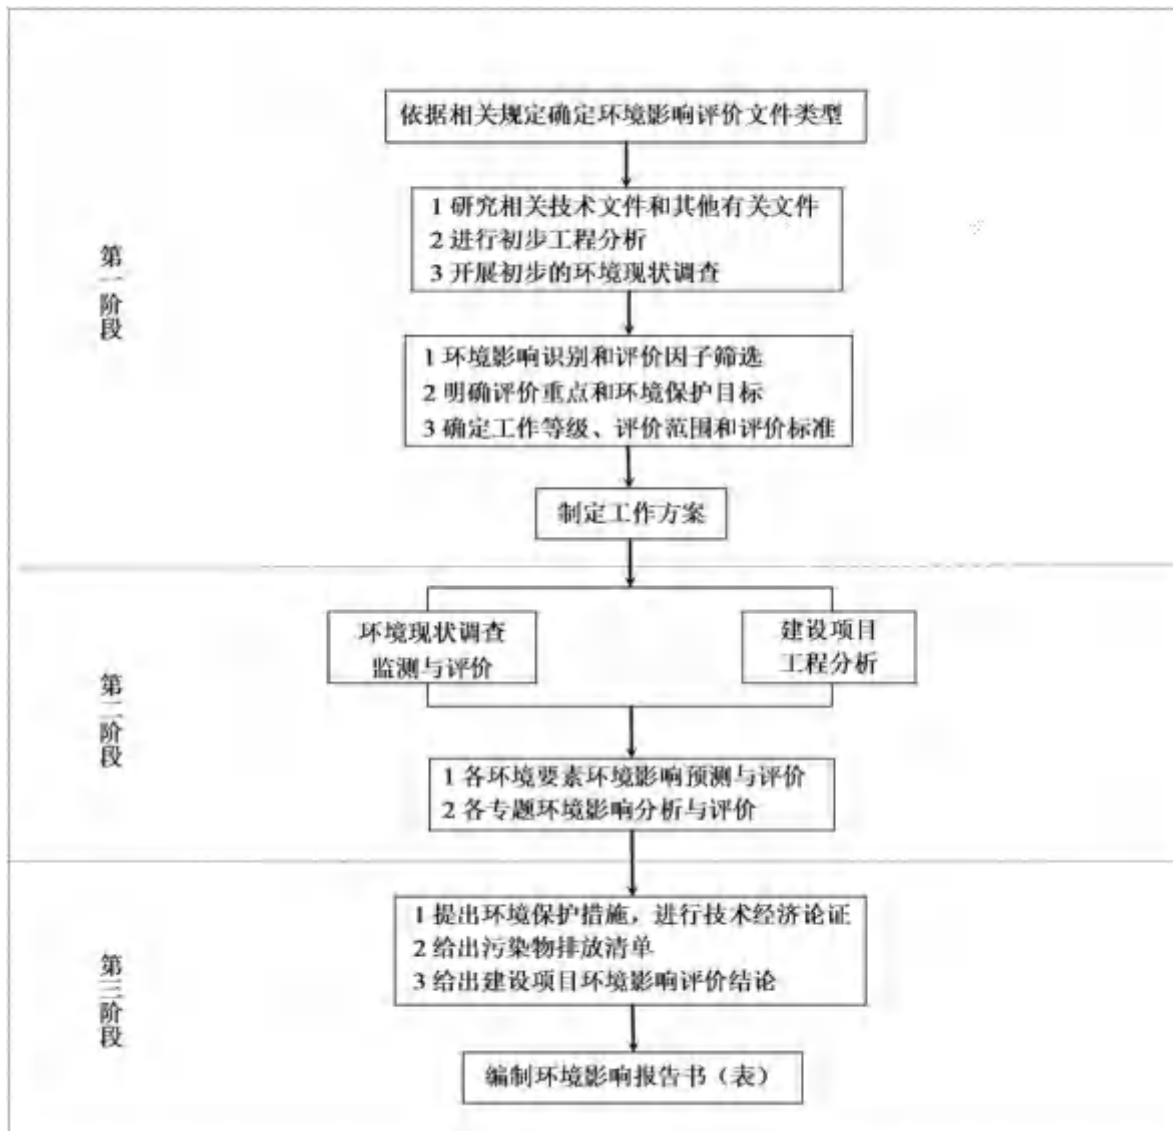 依据相关规定确定环境影响评价文件类型
1 研究相关技术文件和其他有关文件
2 进行初步工程分析
3 开展初步的环境现状调查
第一阶段
1 环境影响识别和评价因子筛选
2 明确评价重点和环境保护目标
3 确定工作等级、评价范围和评价标准
制定工作方案
环境现状调查
监测与评价
建设项目
工程分析
第二阶段
1 各环境要素环境影响预测与评价
2 各专题环境影响分析与评价
1 提出环境保护措施，进行技术经济论证
2 给出污染物排放清单
3 给出建设项目环境影响评价结论
第三阶段
编制环境影响报告书（表）